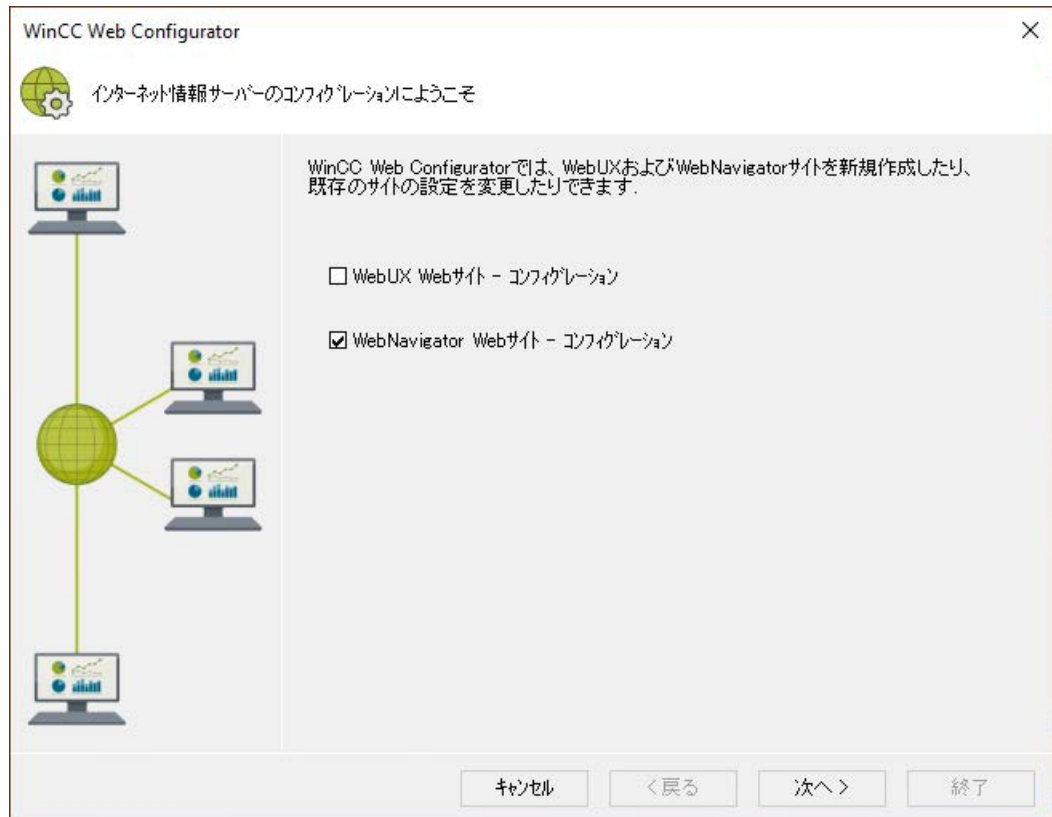 WinCC Web Configurator
インターネット情報サーバーのコンフィグレーションにようこそ
WinCC Web Configuratorでは、WebUXおよびWebNavigatorサイトを新規作成したり、
既存のサイトの設定を変更したりできます.
WebUX Webサイト - コンフィグレーション
WebNavigator Webサイト - コンフィグレーション
キャンセル
<戻る
次へ>
終了